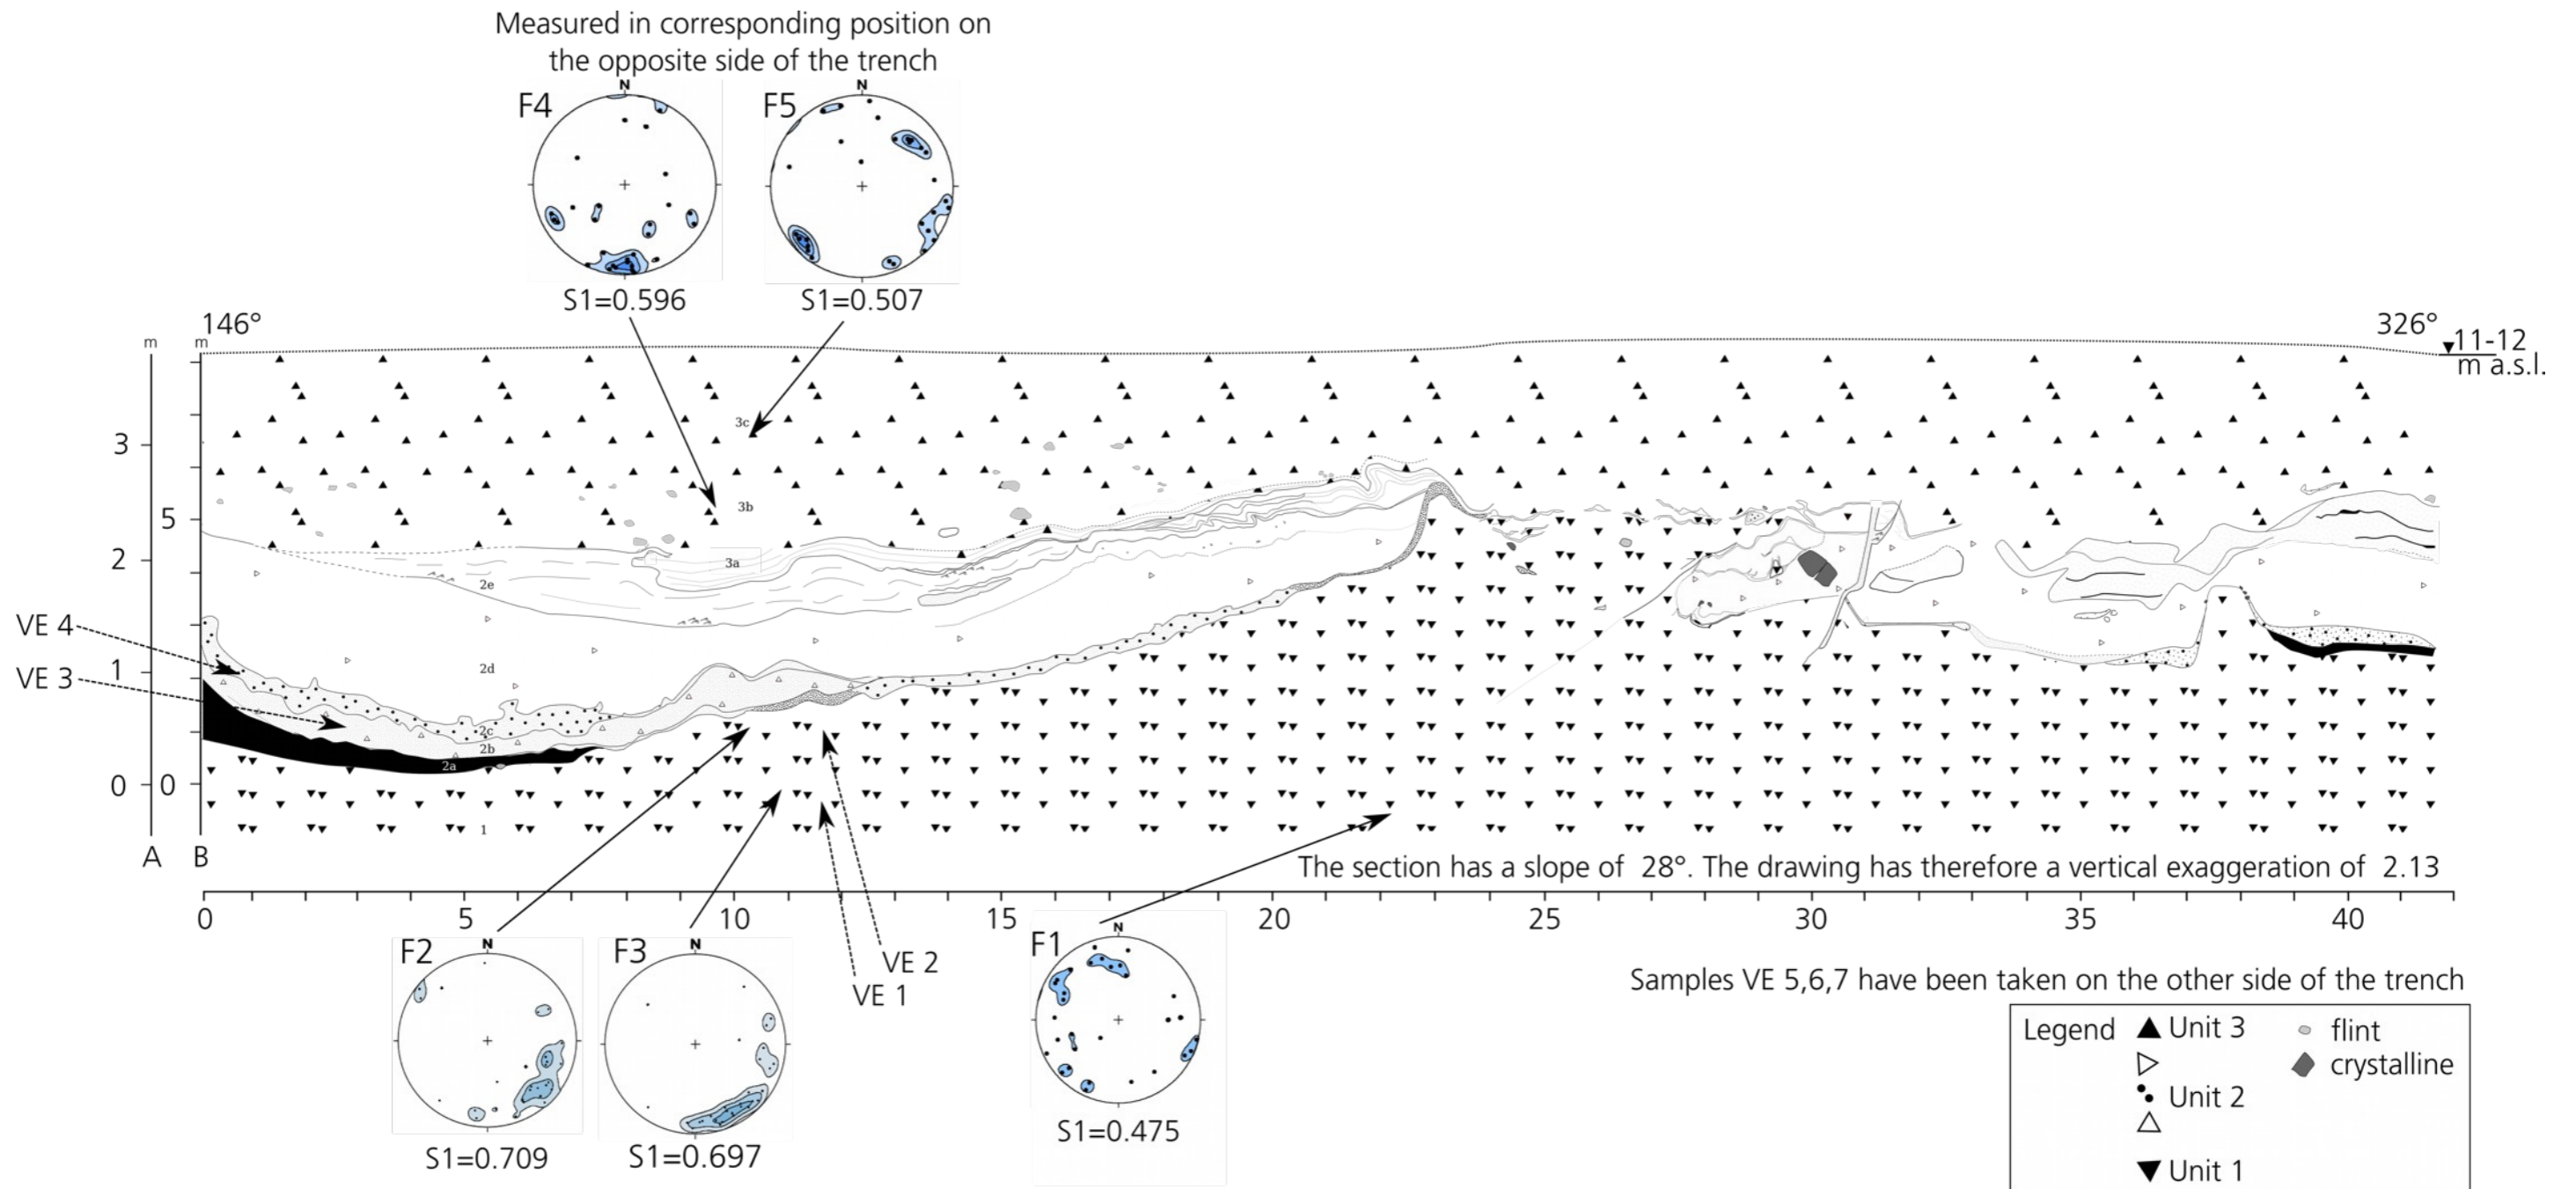 Measured in corresponding position on
the opposite side of the trench
F4 N
F5 N
S1=0.596
S1=0.507
146°
326°
11-12
m a.s.l.
m
m
3
5
2
1
0
0
A
B
3c
3b
3a
2e
2d
2c
2b
2a
1
VE 4
VE 3
The section has a slope of 28°. The drawing has therefore a vertical exaggeration of 2.13
0 5 10 15 20 25 30 35 40
F2 N
F3 N
F1 N
VE 2
VE 1
S1=0.709
S1=0.697
S1=0.475
Samples VE 5,6,7 have been taken on the other side of the trench
Legend
Unit 3
flint
crystalline
Unit 2
Unit 1